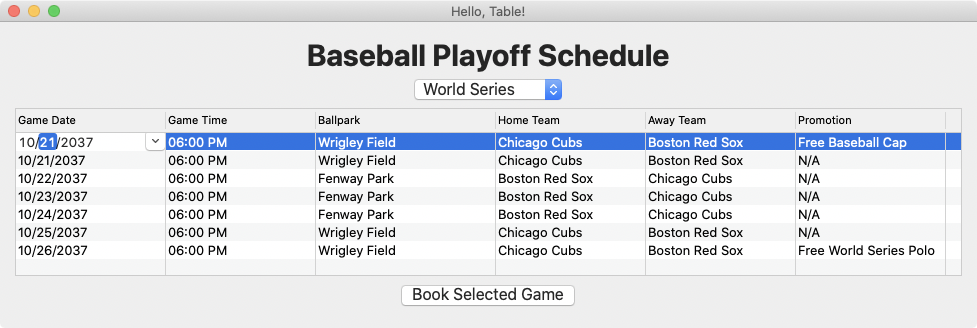 Hello, Table!
Baseball Playoff Schedule
World Series
Game Date Game Time Ballpark Home Team Away Team Promotion
10/21/2037 06:00 PM Wrigley Field Chicago Cubs Boston Red Sox Free Baseball Cap
10/21/2037 06:00 PM Wrigley Field Chicago Cubs Boston Red Sox N/A
10/22/2037 06:00 PM Fenway Park Boston Red Sox Chicago Cubs N/A
10/23/2037 06:00 PM Fenway Park Boston Red Sox Chicago Cubs N/A
10/24/2037 06:00 PM Fenway Park Boston Red Sox Chicago Cubs N/A
10/25/2037 06:00 PM Wrigley Field Chicago Cubs Boston Red Sox N/A
10/26/2037 06:00 PM Wrigley Field Chicago Cubs Boston Red Sox Free World Series Polo
Book Selected Game